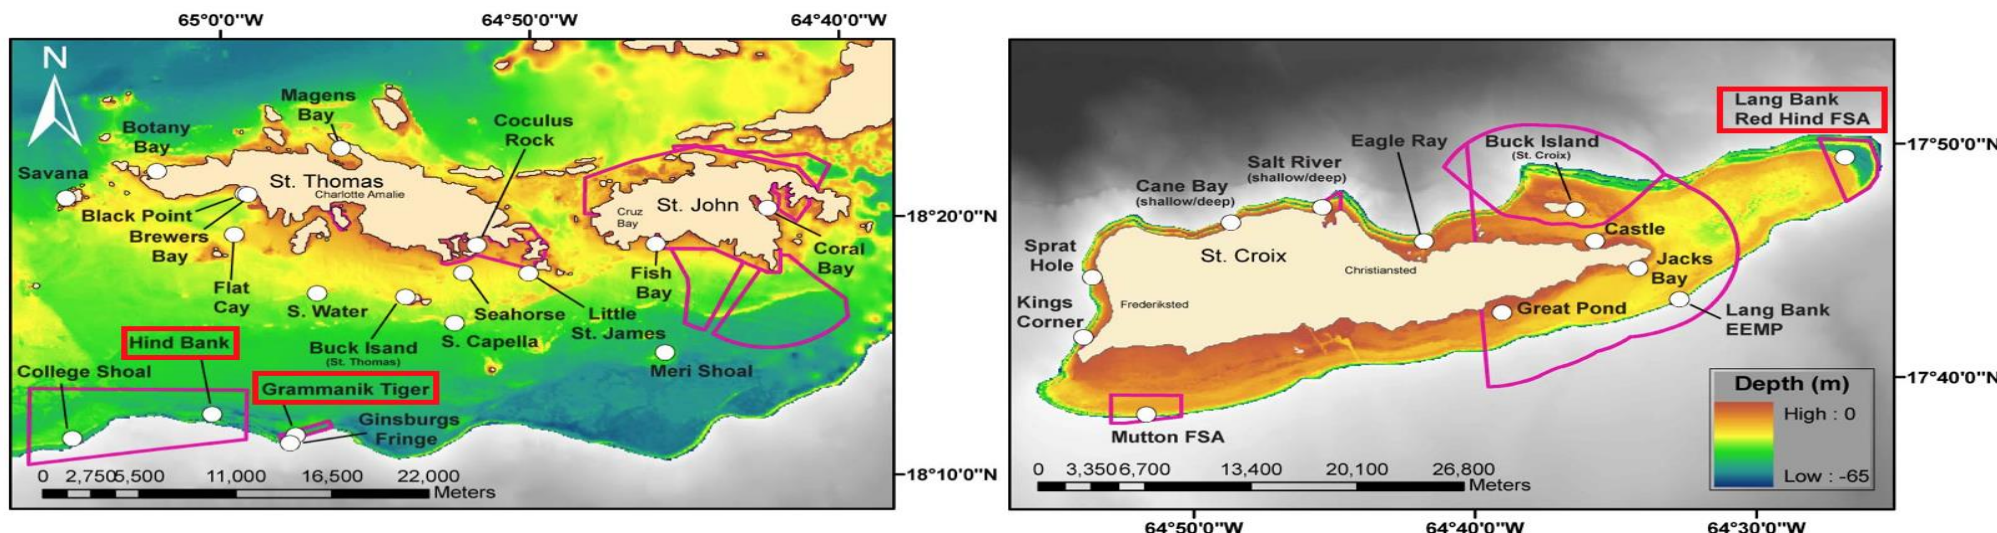 65°0'0"W
64°50'0"W
64°40'0"W
N
Magens
Bay
Coculus
Rock
Botany
Bay
Savana
St. Thomas
Charlotte Amalie
Black Point
Brewers
Bay
Cruz
Bay
St. John
18°20'0"N
Flat
Cay
S. Water
Fish
Bay
Coral
Bay
Seahorse
Little
St. James
Hind Bank
Buck Isand
(St. Thomas)
S. Capella
College Shoal
Grammanik Tiger
Meri Shoal
Ginsburgs
Fringe
18°10'0"N
0 2,750 5,500 11,000 16,500 22,000
Meters
Lang Bank
Red Hind FSA
17°50'0"N
Eagle Ray
Buck Island
(St. Croix)
Salt River
(shallow/deep)
Cane Bay
(shallow/deep)
Sprat
Hole
St. Croix
Castle
Christiansted
Jacks
Bay
Kings
Corner
Frederiksted
Great Pond
Lang Bank
EEMP
17°40'0"N
Depth (m)
High : 0
Low : -65
Mutton FSA
0 3,350 6,700 13,400 20,100 26,800
Meters
64°50'0"W
64°40'0"W
64°30'0"W